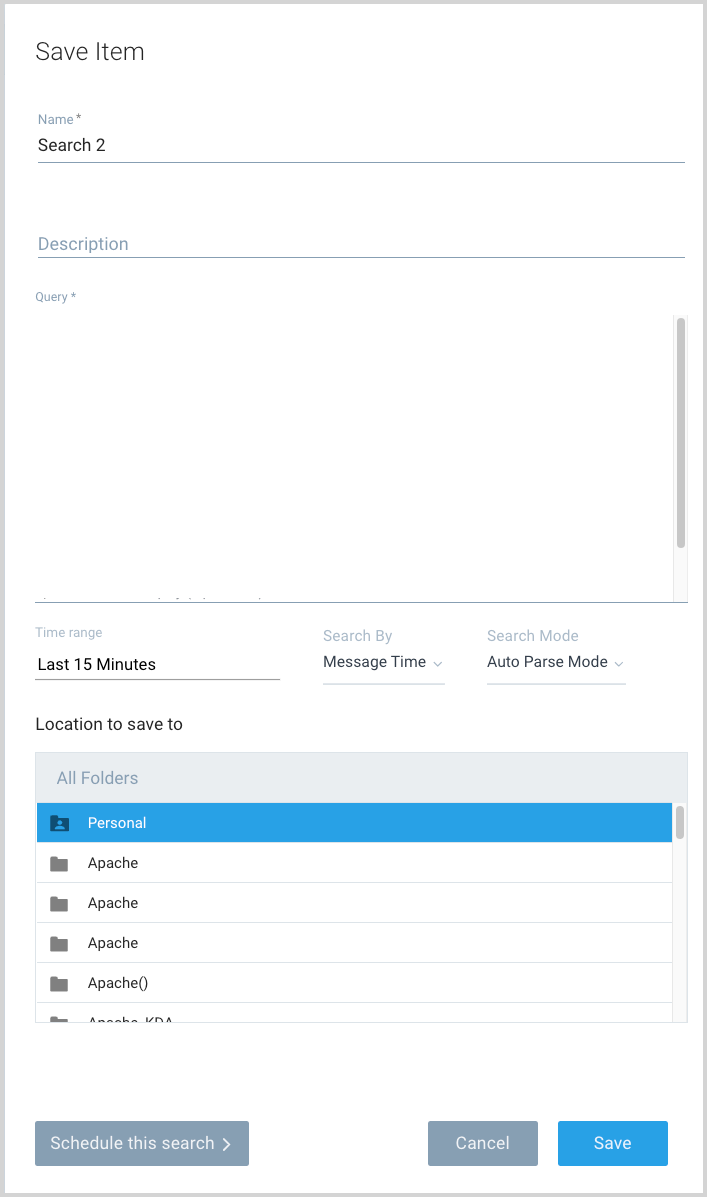 Save Item
Name *
Search 2
Description
Query *
Time range
Search By
Search Mode
Last 15 Minutes
Message Time
Auto Parse Mode
Location to save to
All Folders
Personal
Apache
Apache
Apache
Apache()
Apache_KDA
Schedule this search
Cancel
Save